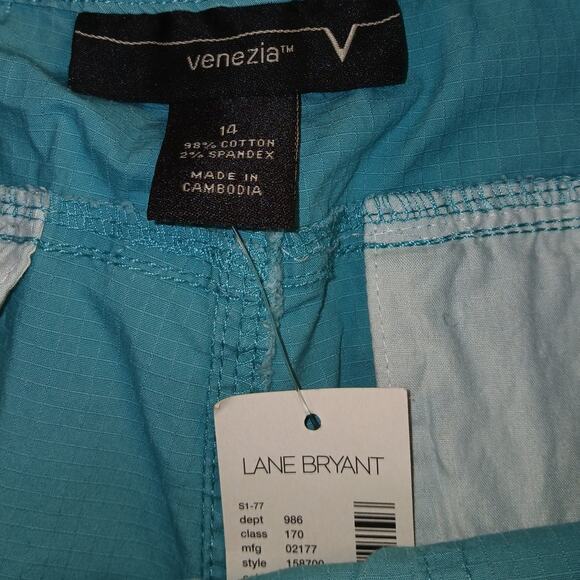 venezia™
14
98% COTTON
2% SPANDEX
MADE IN
CAMBODIA
LANE BRYANT
S1-77
dept 986
class 170
mfg 02177
style 158700